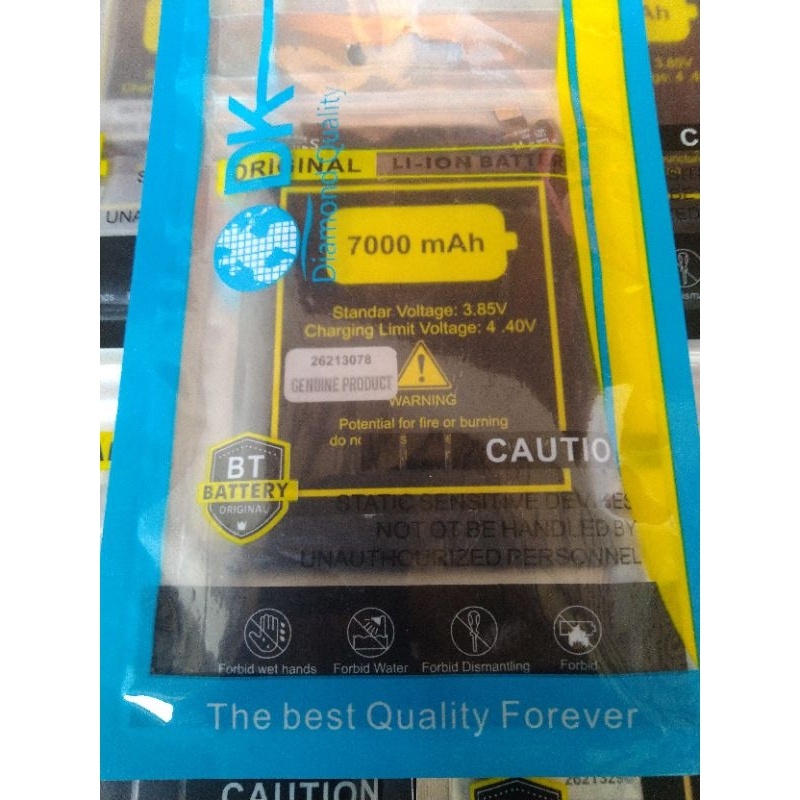 DK
Diamond Quality
ORIGINAL LI-ION BATTER
7000 mAh
Standar Voltage: 3.85V
Charging Limit Voltage: 4 .40V
26213078
GENUINE PRODUCT
WARNING
Potential for fire or burning
do
CAUTIO
BT
BATTERY
ORIGINAL
STATIC SENSITIVE DEVICES
NOT OT BE HANDLED BY
UNAUTHOURIZED PERSONNEL
Forbid wet hands Forbid Water Forbid Dismantling Forbid
The best Quality Forever
CAUTION